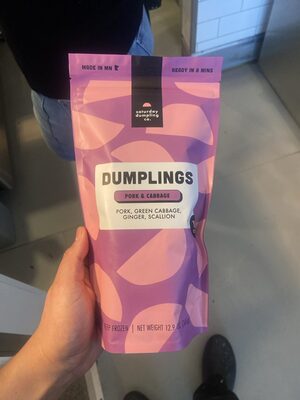 MADE IN MN
READY IN 8 MINS
saturday
dumpling
co.
DUMPLINGS
PORK & CABBAGE
PORK, GREEN CABBAGE,
GINGER, SCALLION
FROZEN | NET WEIGHT 12.9